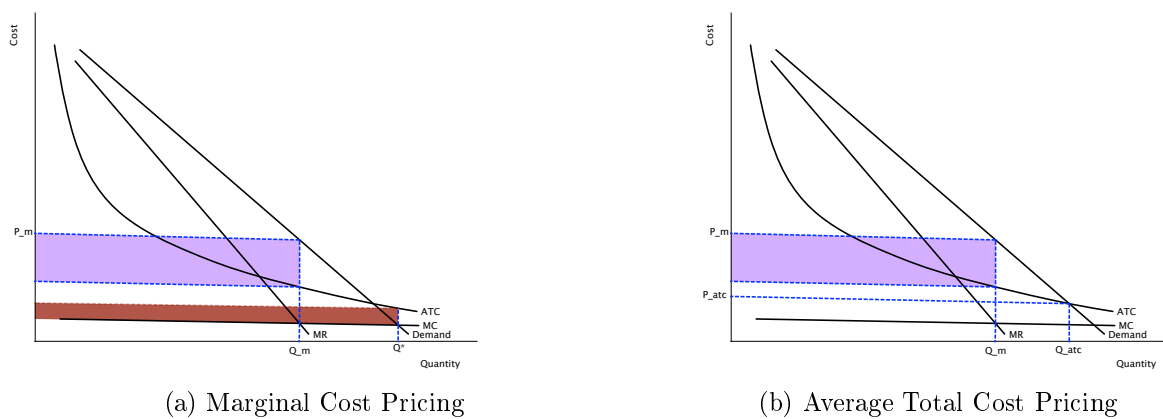 Cost
P_m
ATC
MC
Demand
MR
Q_m
Q*
Quantity
(a) Marginal Cost Pricing
Cost
P_m
P_atc
ATC
MC
Demand
MR
Q_m
Q_atc
Quantity
(b) Average Total Cost Pricing